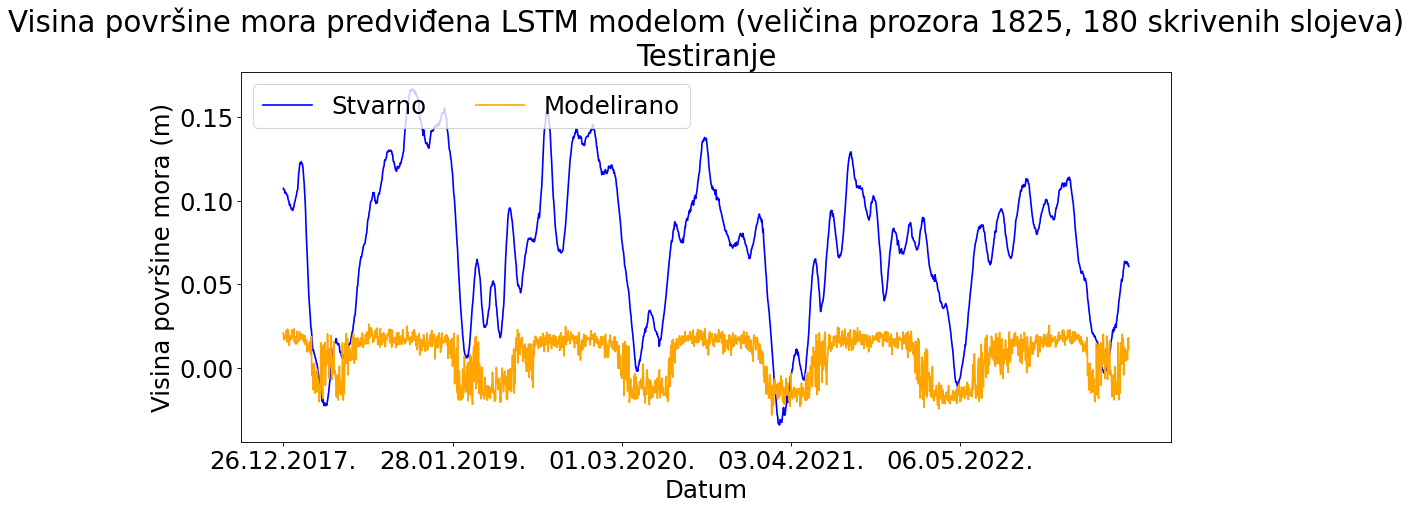 Visina površine mora predviđena LSTM modelom (veličina prozora 1825, 180 skrivenih slojeva)
Testiranje
Stvarno Modelirano
Visina površine mora (m)
0.15
0.10
0.05
0.00
26.12.2017. 28.01.2019. 01.03.2020. 03.04.2021. 06.05.2022.
Datum